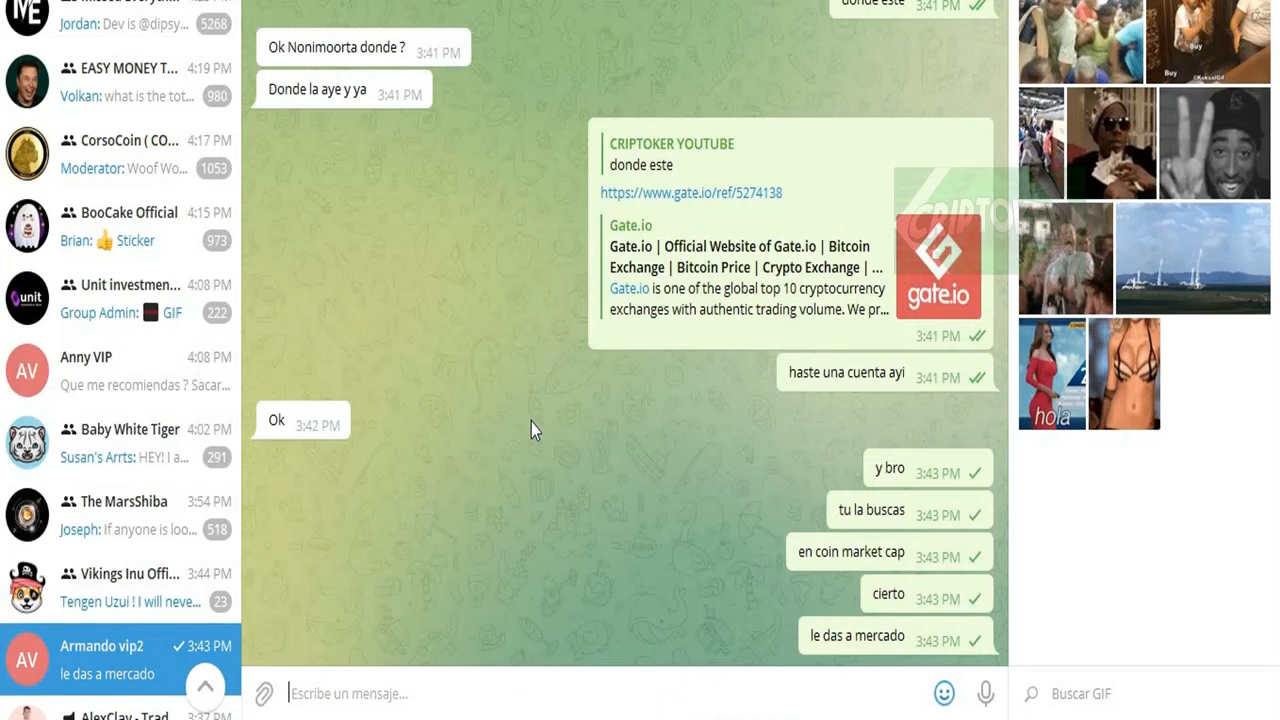 Jordan: Dev is @dipsy... 5268
EASY MONEY T... 4:19 PM
Volkan: what is the tot... 980
CorsoCoin ( CO... 4:17 PM
Moderator: Woof Wo... 1053
BooCake Official 4:15 PM
Brian: 👍 Sticker 973
unit
Unit investmen... 4:08 PM
Group Admin: GIF 222
AV
Anny VIP 4:08 PM
Que me recomiendas ? Sacar...
Baby White Tiger 4:02 PM
Susan's Arrts: HEY! I a... 291
The MarsShiba 3:54 PM
Joseph: If anyone is loo... 518
Vikings Inu Offi... 3:44 PM
Tengen Uzui ! I will neve... 23
AV
Armando vip2 3:43 PM
le das a mercado
AlexClay - Trad 3:37 PM
donde este 3:41 PM
Ok Nonimoorta donde ? 3:41 PM
Donde la aye y ya 3:41 PM
CRIPTOKER YOUTUBE
donde este
https://www.gate.io/ref/5274138
Gate.io
Gate.io | Official Website of Gate.io | Bitcoin
Exchange | Bitcoin Price | Crypto Exchange | ...
Gate.io is one of the global top 10 cryptocurrency
exchanges with authentic trading volume. We pr...
gate.io
3:41 PM
haste una cuenta ayi 3:41 PM
Ok 3:42 PM
y bro 3:43 PM
tu la buscas 3:43 PM
en coin market cap 3:43 PM
cierto 3:43 PM
le das a mercado 3:43 PM
Escribe un mensaje...
Buy
Buy
@KoksalGif
hola
Buscar GIF